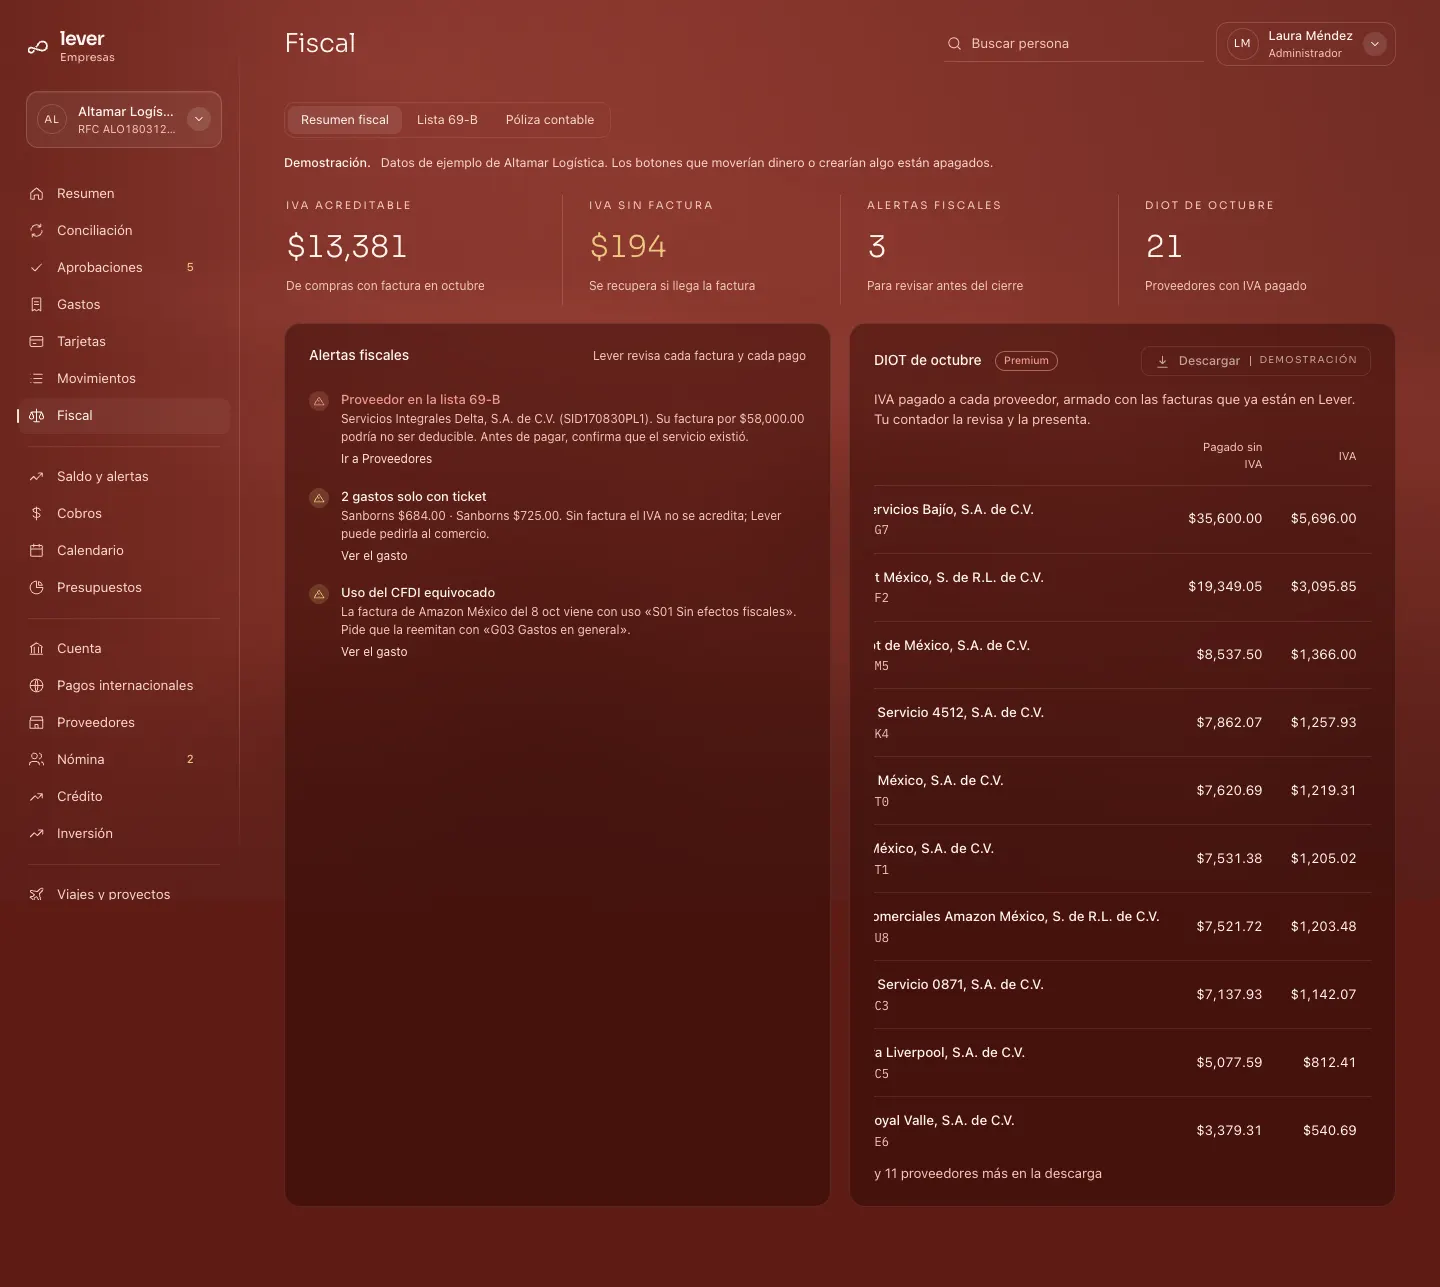 lever
Empresas
AL
Altamar Logís...
RFC ALO180312...
Resumen
Conciliación
Aprobaciones 5
Gastos
Tarjetas
Movimientos
Fiscal
Saldo y alertas
Cobros
Calendario
Presupuestos
Cuenta
Pagos internacionales
Proveedores
Nómina 2
Crédito
Inversión
Viajes y proyectos
Fiscal
Buscar persona
LM
Laura Méndez
Administrador
Resumen fiscal Lista 69-B Póliza contable
Demostración. Datos de ejemplo de Altamar Logística. Los botones que moverían dinero o crearían algo están apagados.
IVA ACREDITABLE
$13,381
De compras con factura en octubre
IVA SIN FACTURA
$194
Se recupera si llega la factura
ALERTAS FISCALES
3
Para revisar antes del cierre
DIOT DE OCTUBRE
21
Proveedores con IVA pagado
Alertas fiscales
Lever revisa cada factura y cada pago
Proveedor en la lista 69-B
Servicios Integrales Delta, S.A. de C.V. (SID170830PL1). Su factura por $58,000.00
podría no ser deducible. Antes de pagar, confirma que el servicio existió.
Ir a Proveedores
2 gastos solo con ticket
Sanborns $684.00 · Sanborns $725.00. Sin factura el IVA no se acredita; Lever
puede pedirla al comercio.
Ver el gasto
Uso del CFDI equivocado
La factura de Amazon México del 8 oct viene con uso «S01 Sin efectos fiscales».
Pide que la reemitan con «G03 Gastos en general».
Ver el gasto
DIOT de octubre Premium
Descargar | DEMOSTRACIÓN
IVA pagado a cada proveedor, armado con las facturas que ya están en Lever.
Tu contador la revisa y la presenta.
Pagado sin
IVA
IVA
ervicios Bajío, S.A. de C.V.
G7
$35,600.00 $5,696.00
t México, S. de R.L. de C.V.
F2
$19,349.05 $3,095.85
ot de México, S.A. de C.V.
M5
$8,537.50 $1,366.00
Servicio 4512, S.A. de C.V.
K4
$7,862.07 $1,257.93
México, S.A. de C.V.
T0
$7,620.69 $1,219.31
México, S.A. de C.V.
T1
$7,531.38 $1,205.02
omerciales Amazon México, S. de R.L. de C.V.
U8
$7,521.72 $1,203.48
Servicio 0871, S.A. de C.V.
C3
$7,137.93 $1,142.07
a Liverpool, S.A. de C.V.
C5
$5,077.59 $812.41
oyal Valle, S.A. de C.V.
E6
$3,379.31 $540.69
y 11 proveedores más en la descarga